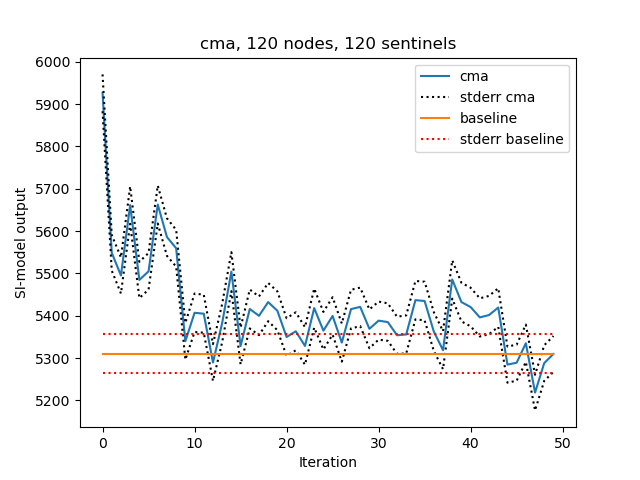 cma, 120 nodes, 120 sentinels
6000
5900
5800
5700
5600
5500
5400
5300
5200
SI-model output
cma
stderr cma
baseline
stderr baseline
0
10
20
30
40
50
Iteration